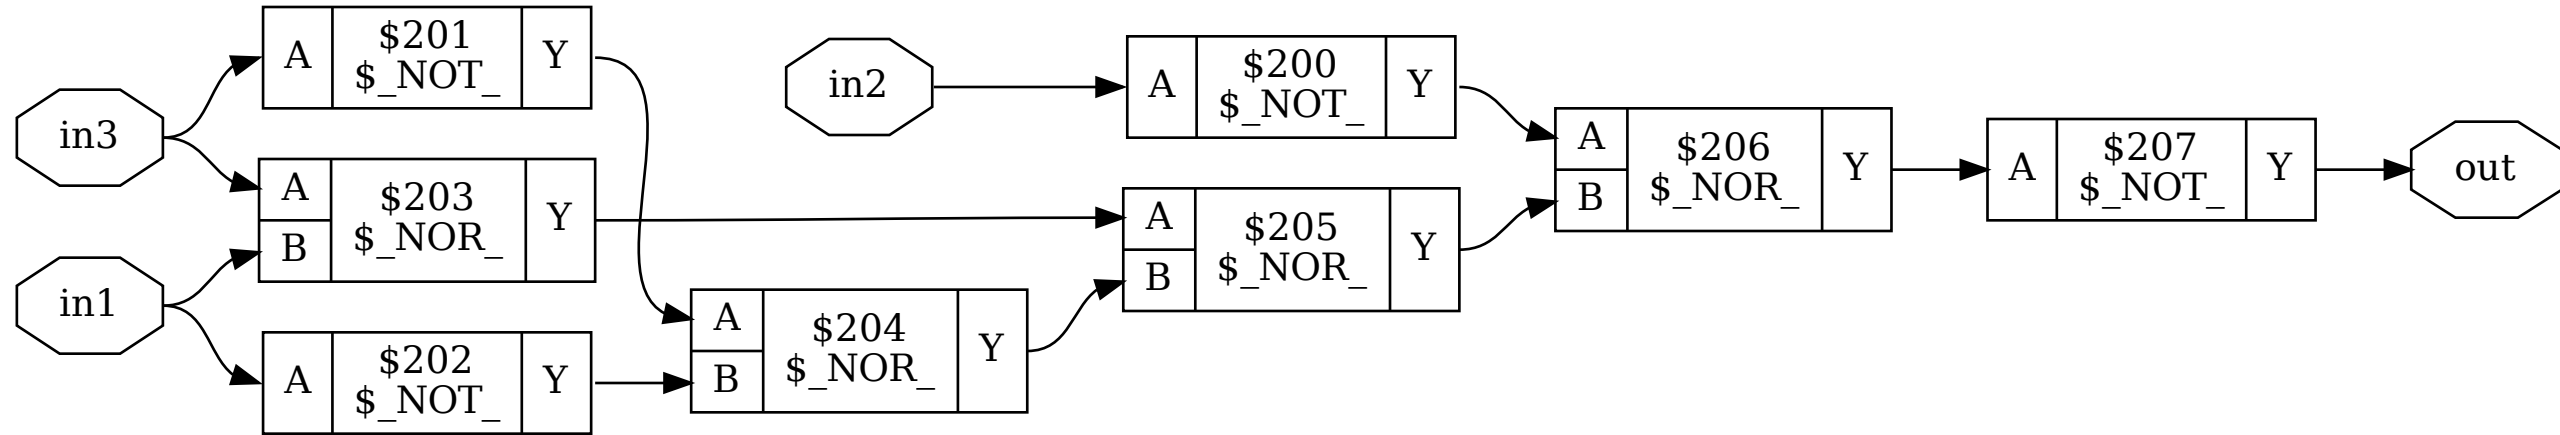 in3
in1
A
$201
$_NOT_
Y
A
B
$203
$_NOR_
Y
A
$202
$_NOT_
Y
A
B
$204
$_NOR_
Y
in2
A
$200
$_NOT_
Y
A
B
$205
$_NOR_
Y
A
B
$206
$_NOR_
Y
A
$207
$_NOT_
Y
out